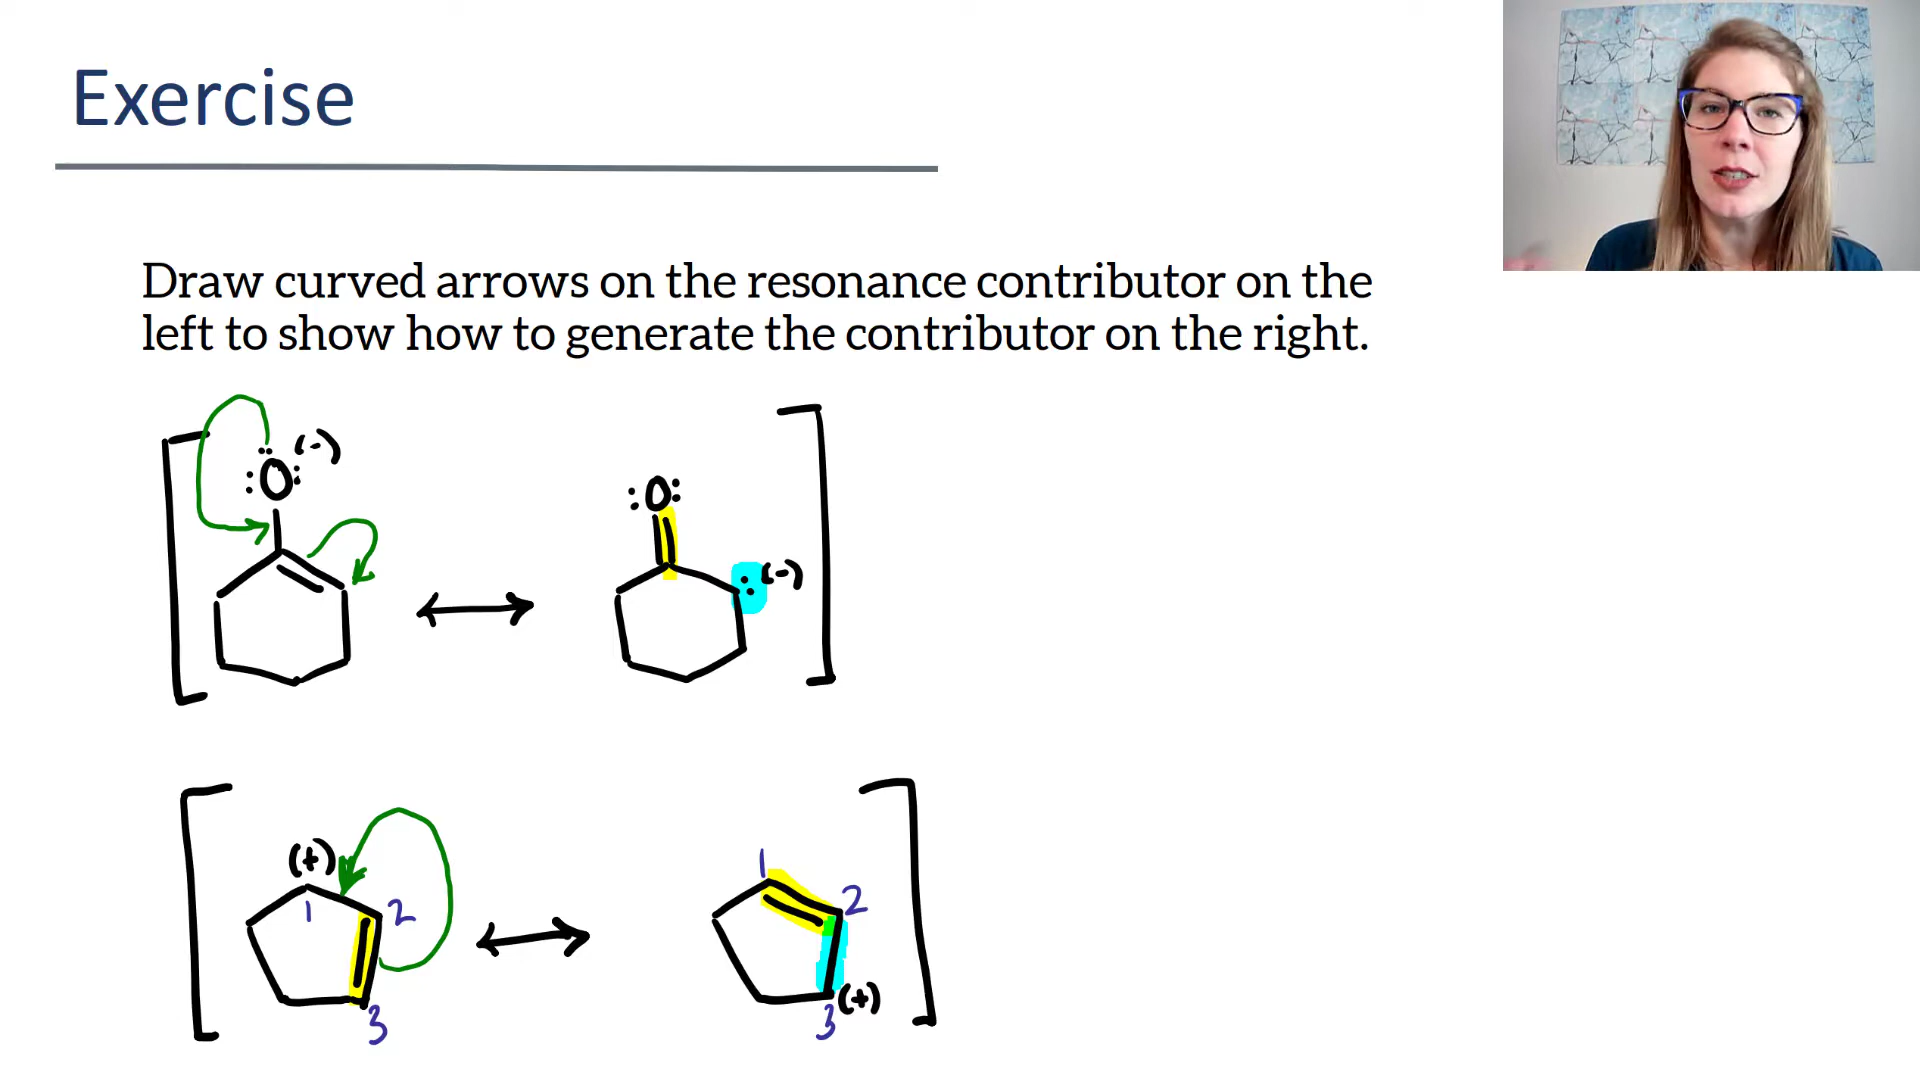 Exercise
Draw curved arrows on the resonance contributor on the
left to show how to generate the contributor on the right.
:Ö: (-)
:O:
: (-)
(+)
1
2
3
1
2
3
(+)